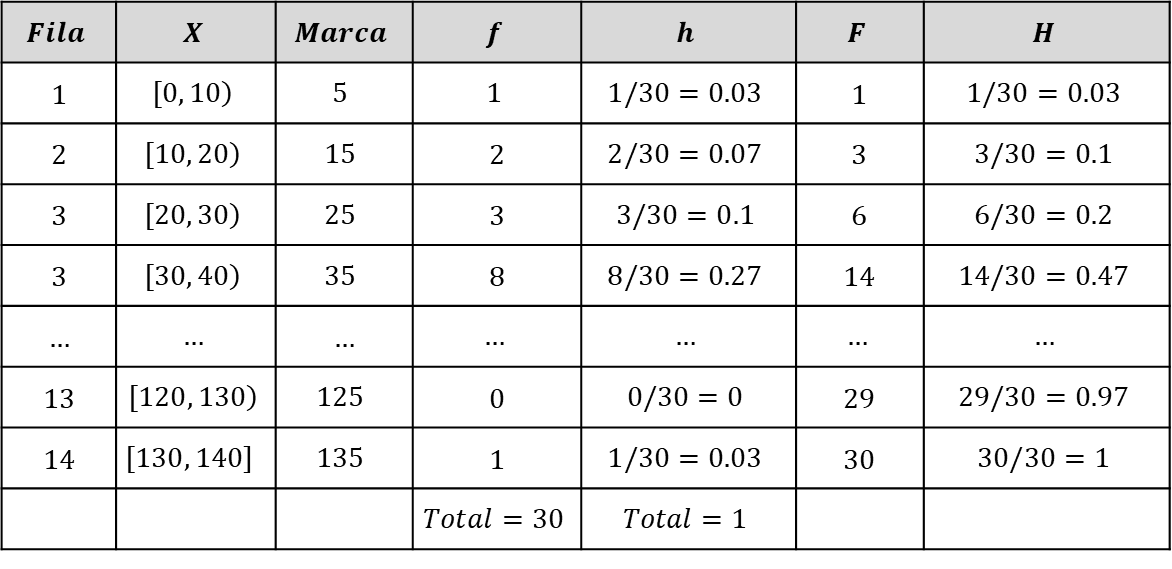 Fila X Marca f h F H
1 [0, 10) 5 1 1/30 = 0.03 1 1/30 = 0.03
2 [10, 20) 15 2 2/30 = 0.07 3 3/30 = 0.1
3 [20, 30) 25 3 3/30 = 0.1 6 6/30 = 0.2
3 [30, 40) 35 8 8/30 = 0.27 14 14/30 = 0.47
... ... ... ... ... ... ...
13 [120, 130) 125 0 0/30 = 0 29 29/30 = 0.97
14 [130, 140] 135 1 1/30 = 0.03 30 30/30 = 1
Total = 30 Total = 1